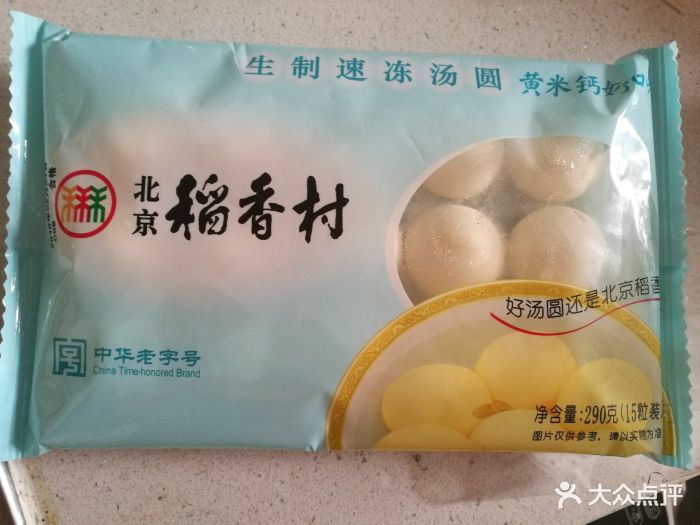 生制速冻汤圆 黄米钙奶
北京 稻香村
好汤圆还是北京稻香
中华老字号
China Time-honored Brand
净含量:290克(15粒装)
图片仅供参考，请以实物为准
合格
大众点评